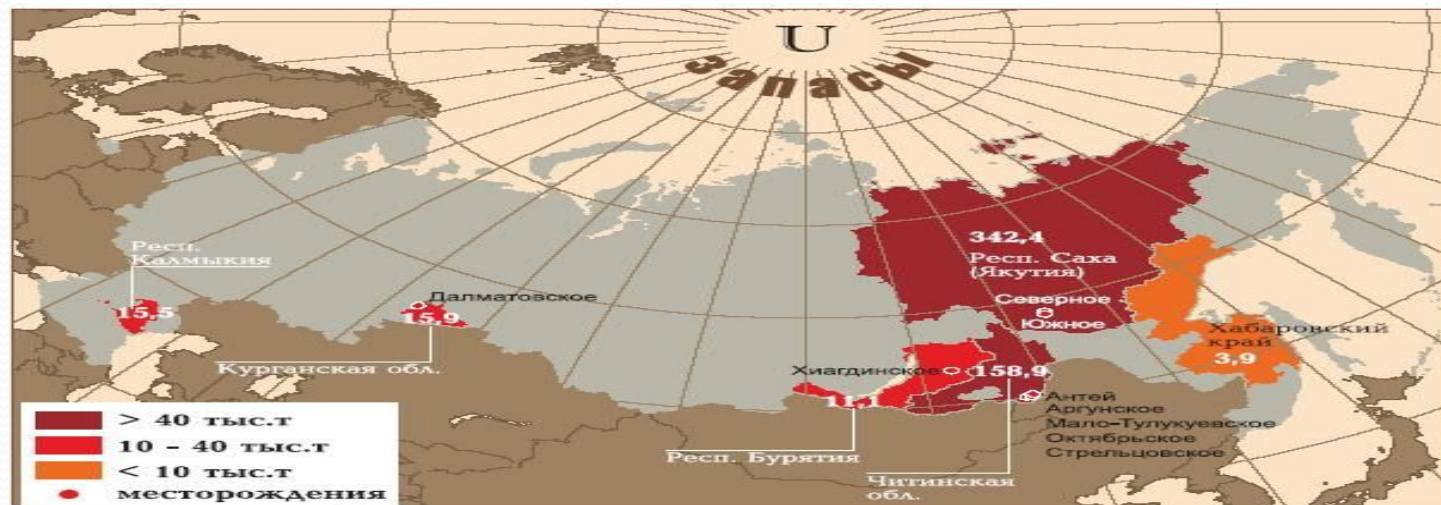 U
Запасы
342,4
Респ. Саха
(Якутия)
Северное
Южное
Респ.
Калмыкия
15,5
Далматовское
15,9
Курганская обл.
Хабаровский
край
3,9
Хиагдинское
158,9
11,1
Антей
Аргунское
Мало-Тулукуевское
Октябрьское
Стрельцовское
Респ. Бурятия
Читинская
обл.
> 40 тыс.т
10 – 40 тыс.т
< 10 тыс.т
месторождения